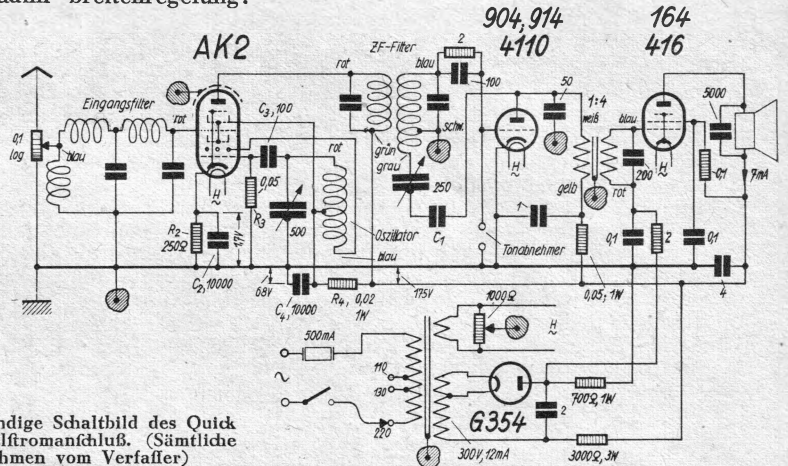 breitenregelung.
904, 914
4110
164
416
AK2
ZF-Filter
2
rot
blau
100
50
1:4
5000
Eingangsfilter
rot
C3, 100
weiß
blau
0,1
log
blau
rot
schw.
H
grün
grau
0,05
R3
500
250
H
200
H
0,1
7mA
gelb
rot
1
R2
250Ω
1,7V
Oszillator
C1
Tonabnehmer
0,1
2
0,1
blau
C2, 10000
68V
C4, 10000
R4, 0,02
1W
175V
0,05; 1W
4
1000Ω
H
500mA
110
130
220
G354
2
700Ω, 1W
300V, 12mA
3000Ω, 3W
ndige Schaltbild des Quick
lſtromanſchluß. (Sämtliche
hmen vom Verfaſſer)